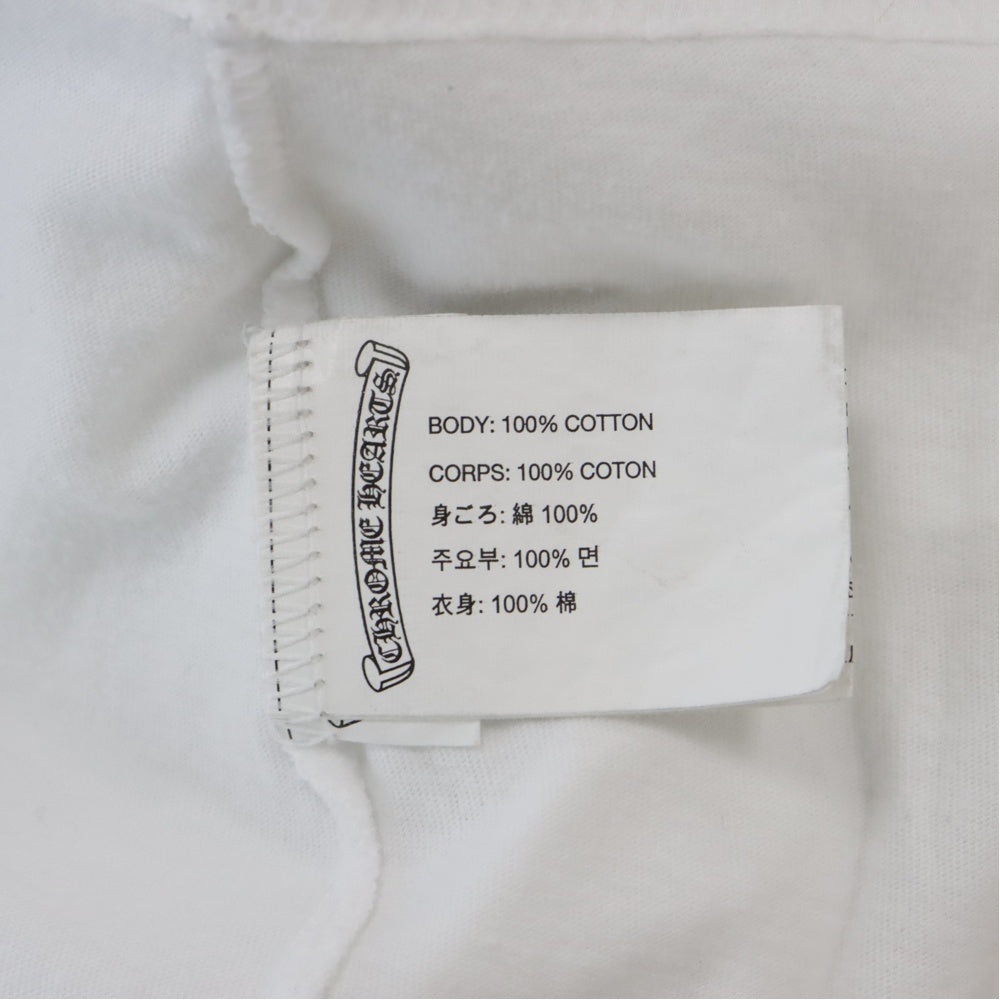 CHROME HEARTS
BODY: 100% COTTON
CORPS: 100% COTON
身ごろ: 綿 100%
주요부: 100% 면
衣身: 100% 棉